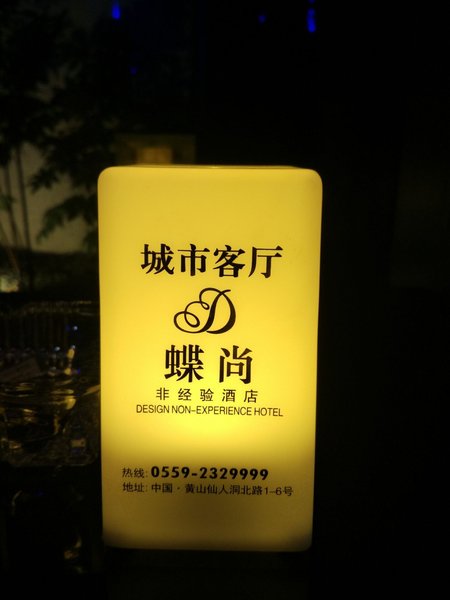 城市客厅
D
蝶尚
非经验酒店
DESIGN NON-EXPERIENCE HOTEL
热线: 0559-2329999
地址: 中国·黄山仙人洞北路1-6号